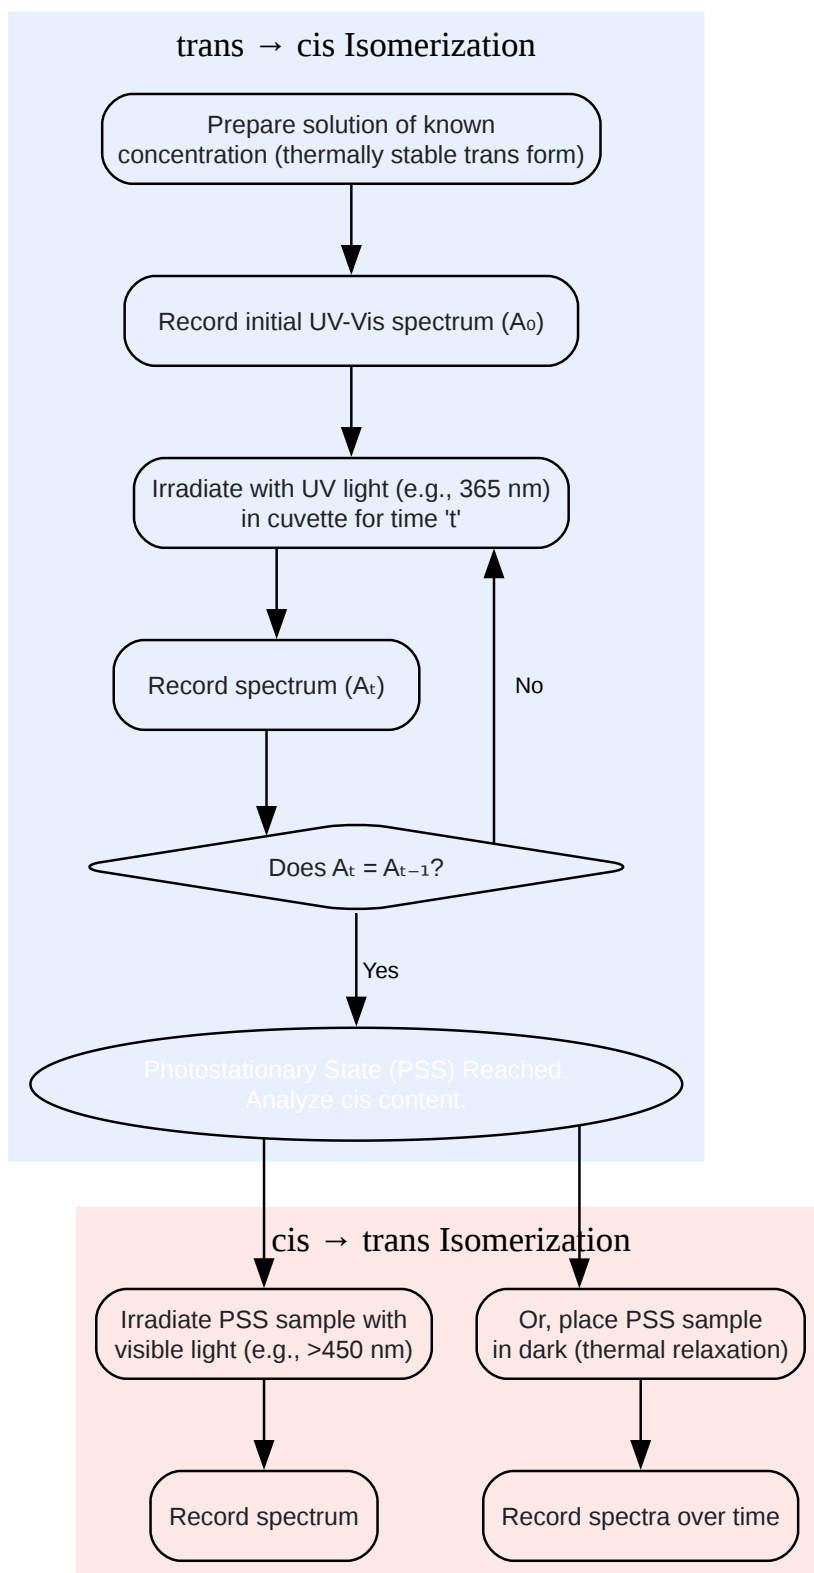 trans → cis Isomerization
Prepare solution of known
concentration (thermally stable trans form)
Record initial UV-Vis spectrum (A₀)
Irradiate with UV light (e.g., 365 nm)
in cuvette for time 't'
Record spectrum (Aₜ)
No
Does Aₜ = Aₜ₋₁?
Yes
Photostationary State (PSS) Reached.
Analyze cis content.
cis → trans Isomerization
Irradiate PSS sample with
visible light (e.g., >450 nm)
Or, place PSS sample
in dark (thermal relaxation)
Record spectrum
Record spectra over time